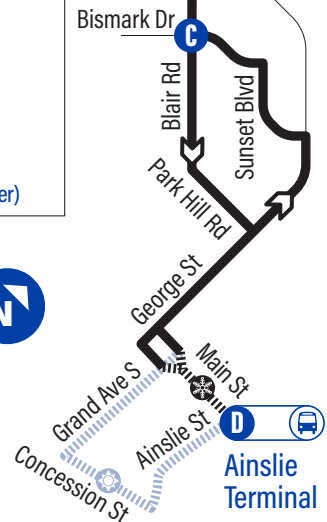 Bismark Dr
C
Blair Rd
Sunset Blvd
er)
Park Hill Rd
N
George St
Main St
Grand Ave S
Ainslie St
D
Concession St
Ainslie
Terminal